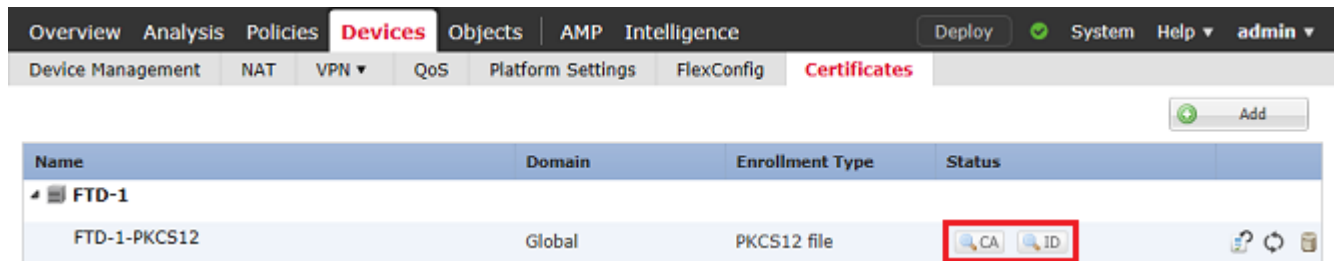 Overview Analysis Policies Devices Objects AMP Intelligence Deploy System Help admin
Device Management NAT VPN QoS Platform Settings FlexConfig Certificates
Add
Name Domain Enrollment Type Status
FTD-1
FTD-1-PKCS12 Global PKCS12 file CA ID